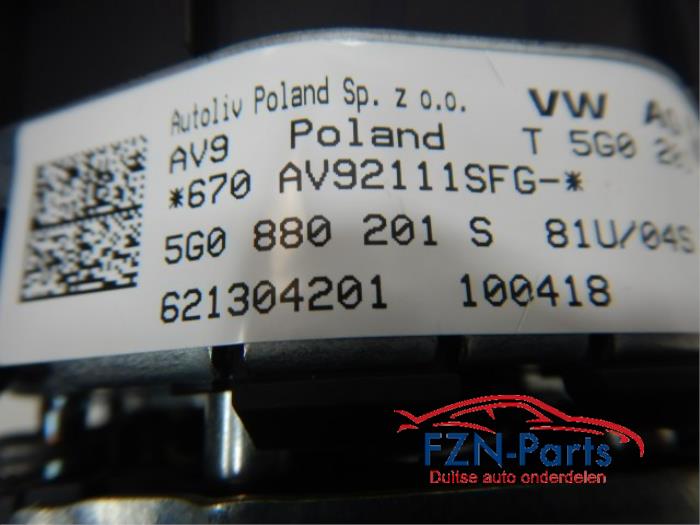 Autoliv Poland Sp. z o.o. VW AG
AV9 Poland T 5G0
*670 AV92111SFG-*
5G0 880 201 S 81U/04S
621304201 100418
FZN-Parts
Duitse auto onderdelen